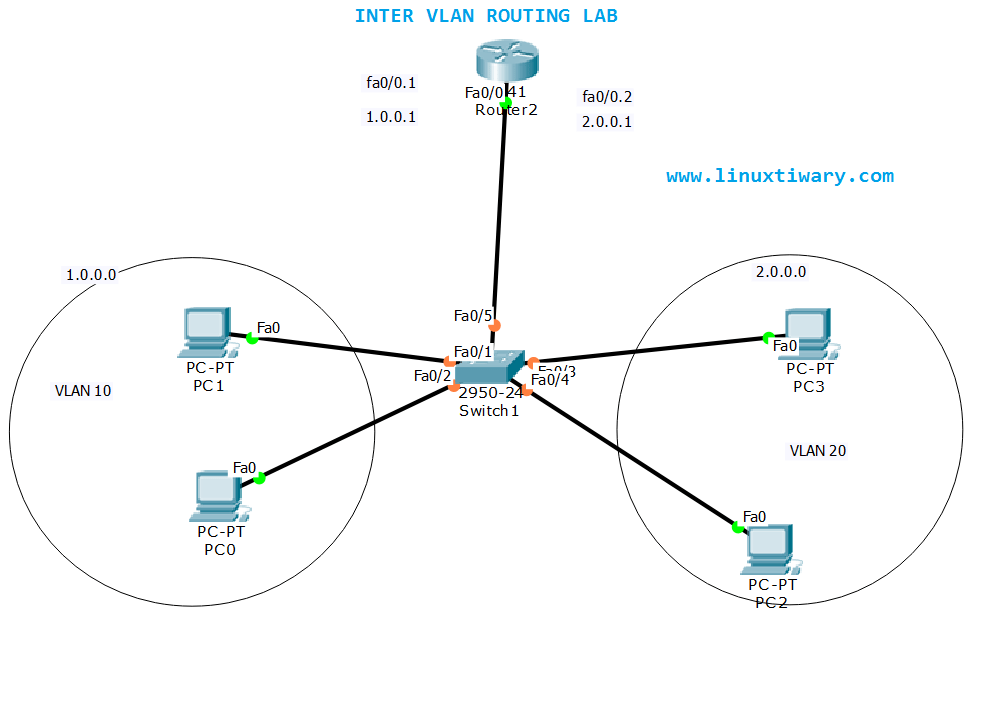 INTER VLAN ROUTING LAB
fa0/0.1
Fa0/0
41
fa0/0.2
Router2
1.0.0.1
2.0.0.1
www.linuxtiwary.com
1.0.0.0
2.0.0.0
Fa0/5
Fa0
Fa0/1
Fa0
PC-PT
PC1
Fa0/2
Fa0/4
PC-PT
PC3
2950-24
Switch1
VLAN 10
VLAN 20
Fa0
PC-PT
PC0
Fa0
PC-PT
PC2